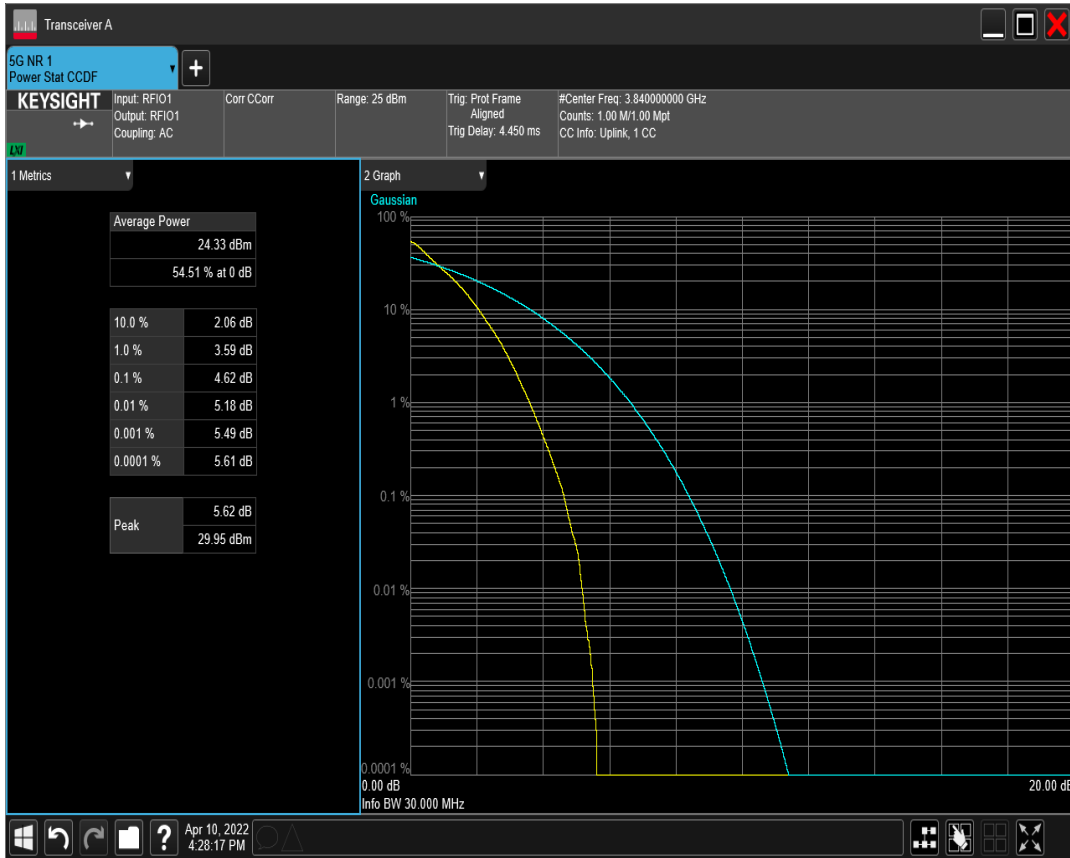 Transceiver A
5G NR 1
Power Stat CCDF
KEYSIGHT
LXI
Input: RFIO1
Output: RFIO1
Coupling: AC
Corr CCorr
Range: 25 dBm
Trig: Prot Frame
Aligned
Trig Delay: 4.450 ms
#Center Freq: 3.840000000 GHz
Counts: 1.00 M/1.00 Mpt
CC Info: Uplink, 1 CC
1 Metrics
Average Power
24.33 dBm
54.51 % at 0 dB
10.0 % 2.06 dB
1.0 % 3.59 dB
0.1 % 4.62 dB
0.01 % 5.18 dB
0.001 % 5.49 dB
0.0001 % 5.61 dB
Peak 5.62 dB
29.95 dBm
2 Graph
Gaussian
100 %
10 %
1 %
0.1 %
0.01 %
0.001 %
0.0001 %
0.00 dB 20.00 dB
Info BW 30.000 MHz
Apr 10, 2022
4:28:17 PM